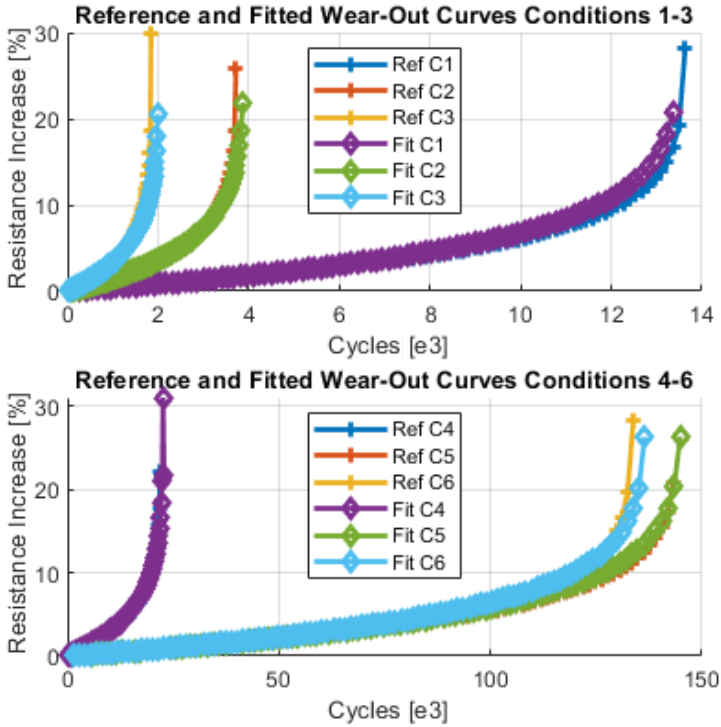 Reference and Fitted Wear-Out Curves Conditions 1-3
Resistance Increase [%]
30
20
10
0
Ref C1
Ref C2
Ref C3
Fit C1
Fit C2
Fit C3
0 2 4 6 8 10 12 14
Cycles [e3]
Reference and Fitted Wear-Out Curves Conditions 4-6
Resistance Increase [%]
30
20
10
0
Ref C4
Ref C5
Ref C6
Fit C4
Fit C5
Fit C6
0 50 100 150
Cycles [e3]